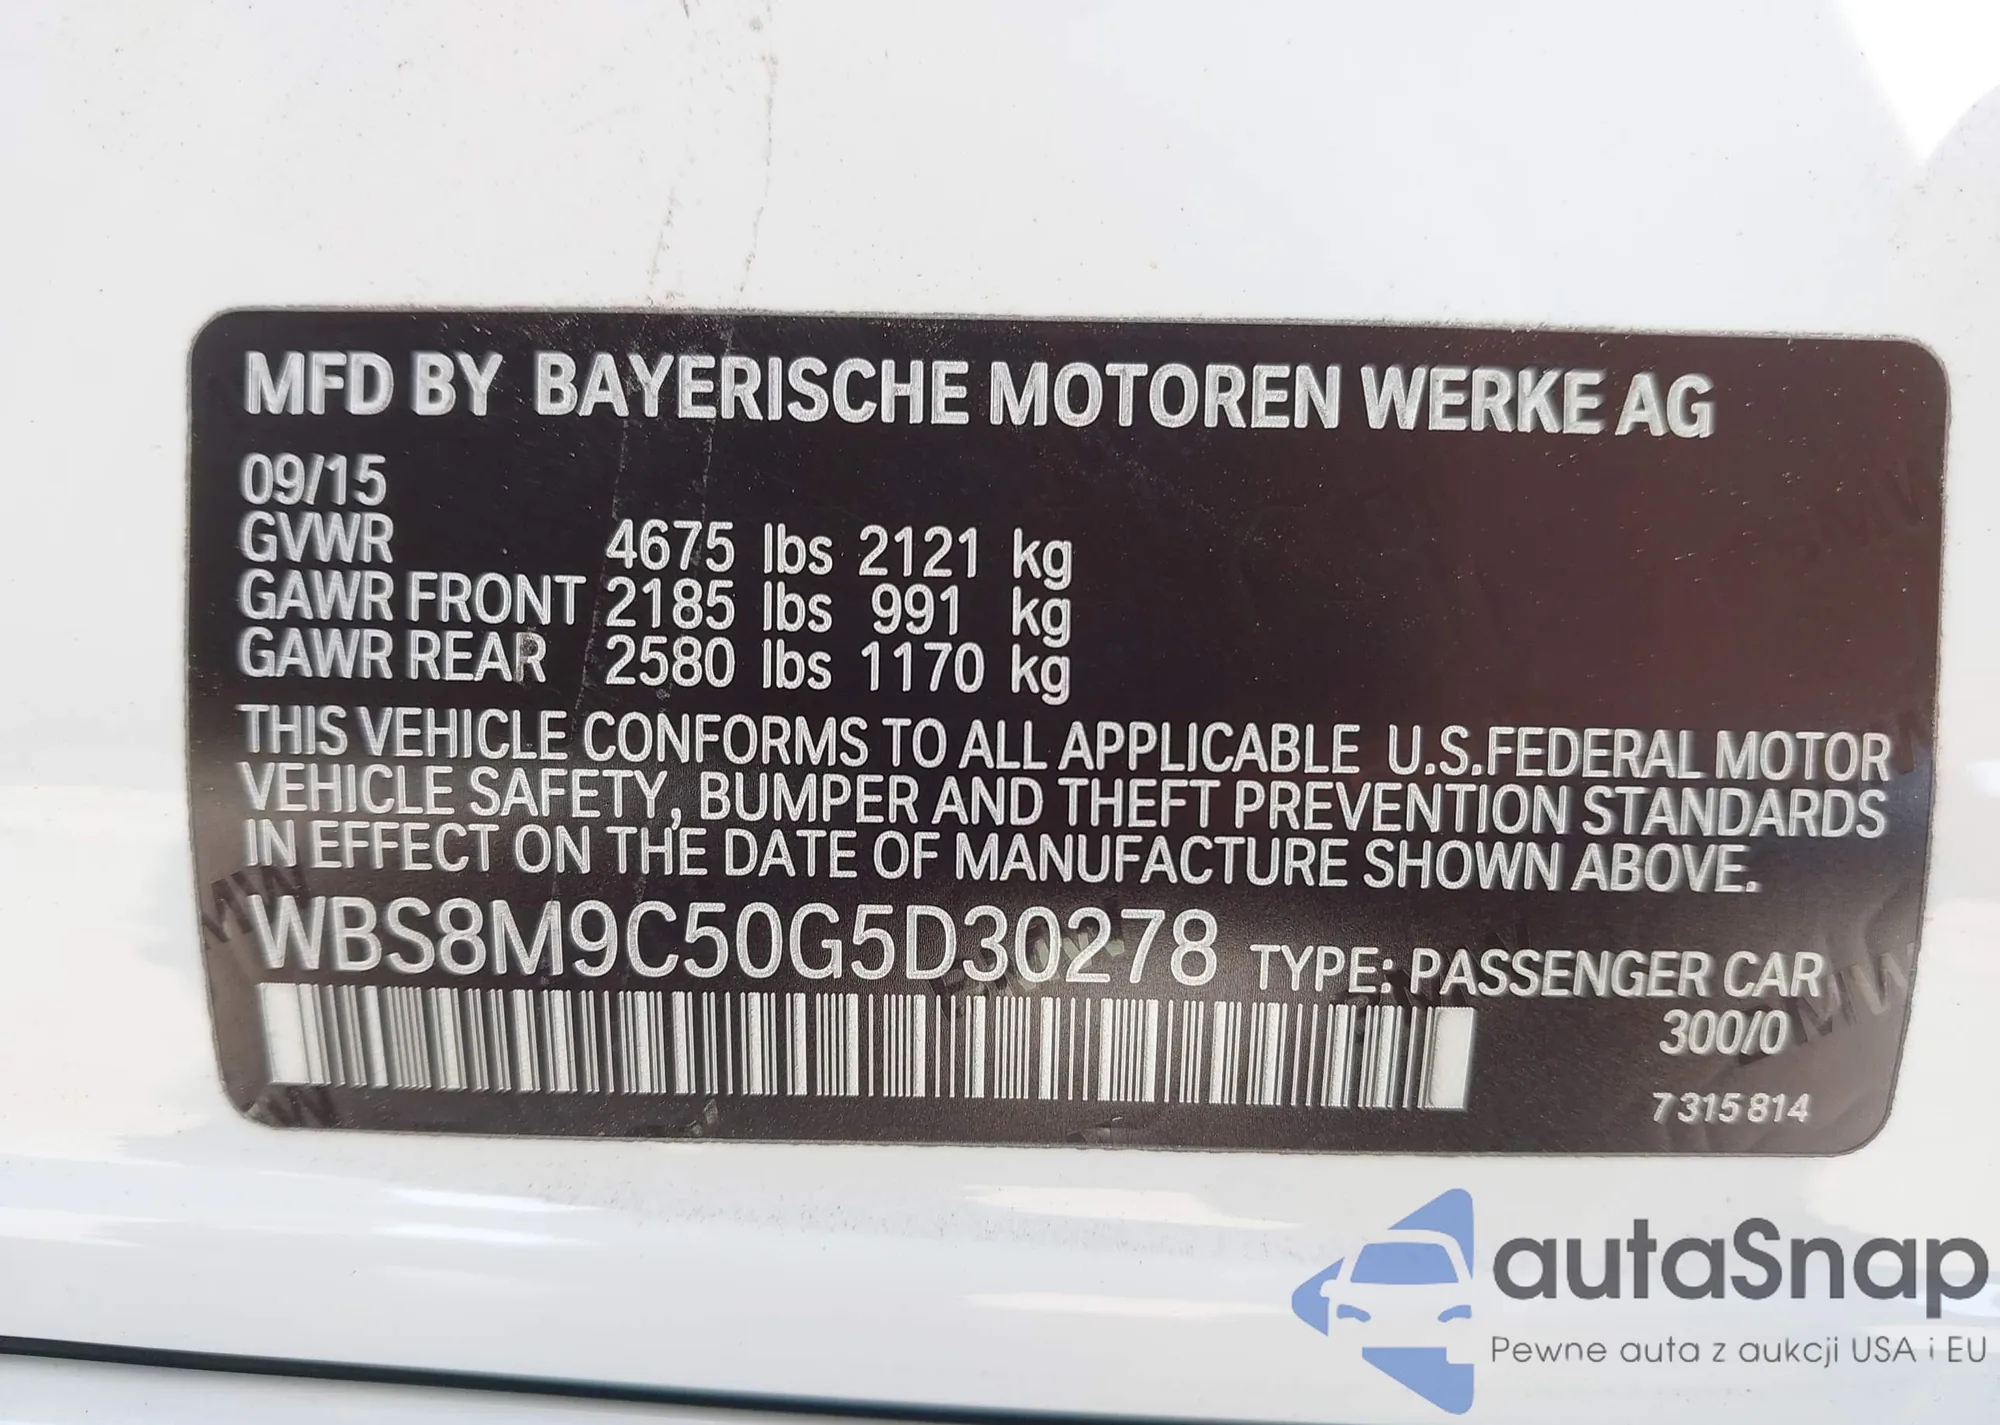 MFD BY BAYERISCHE MOTOREN WERKE AG
09/15
GVWR 4675 lbs 2121 kg
GAWR FRONT 2185 lbs 991 kg
GAWR REAR 2580 lbs 1170 kg
THIS VEHICLE CONFORMS TO ALL APPLICABLE U.S.FEDERAL MOTOR
VEHICLE SAFETY, BUMPER AND THEFT PREVENTION STANDARDS
IN EFFECT ON THE DATE OF MANUFACTURE SHOWN ABOVE.
WBS8M9C50G5D30278 TYPE: PASSENGER CAR
300/0
7 315 814
autaSnap
Pewne auta z aukcji USA i EU